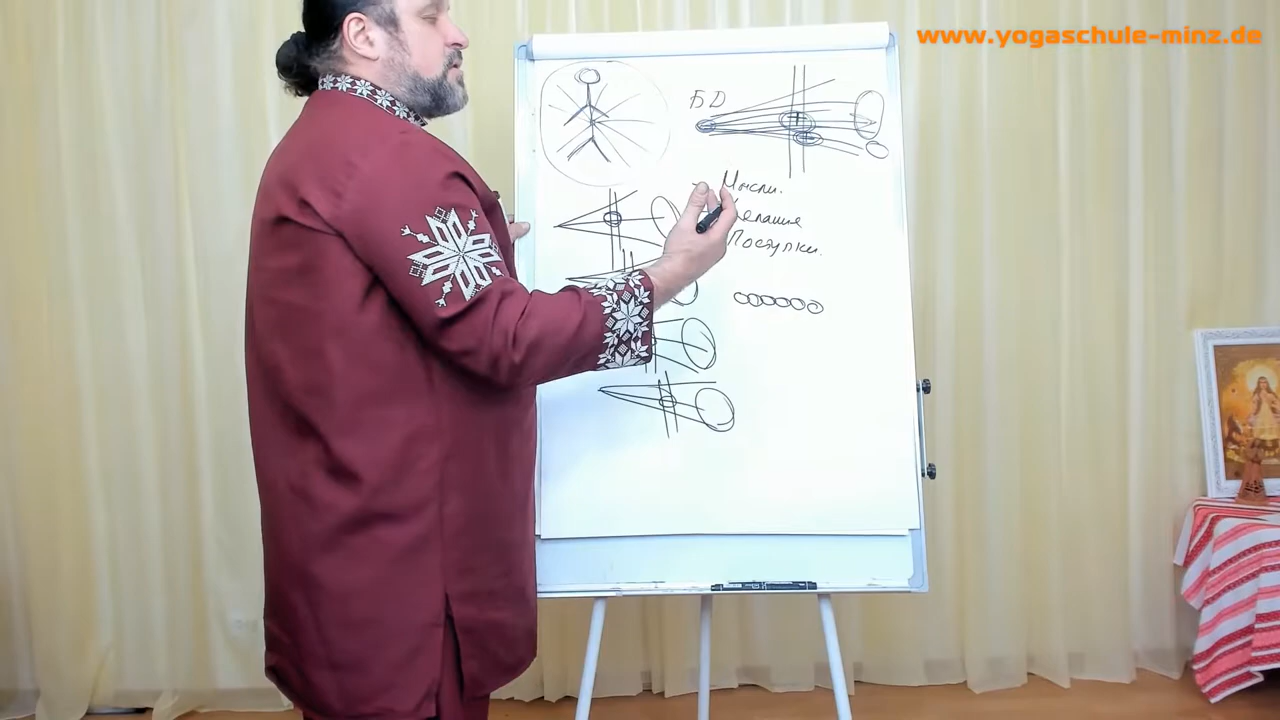 www.yogaschule-minz.de
БД
Мысли.
Желания
Поступки.